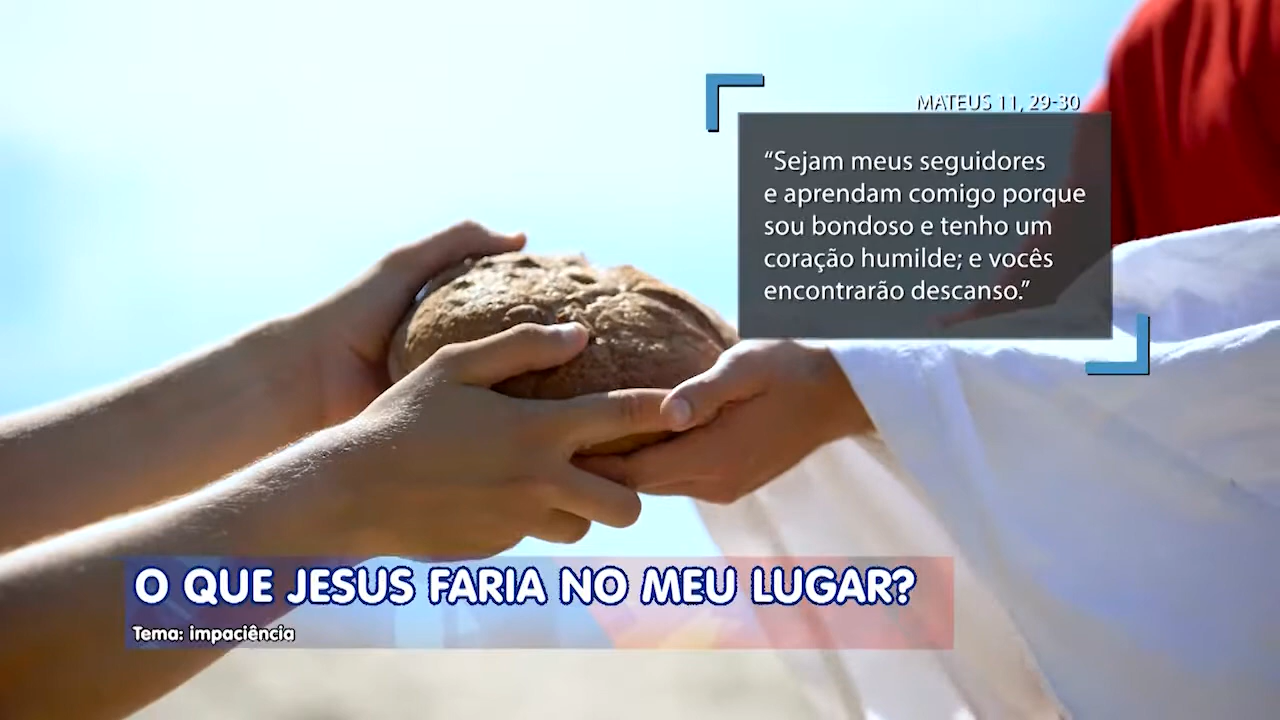 MATEUS 11, 29-30
“Sejam meus seguidores
e aprendam comigo porque
sou bondoso e tenho um
coração humilde; e vocês
encontrarão descanso.”
O QUE JESUS FARIA NO MEU LUGAR?
Tema: impaciência